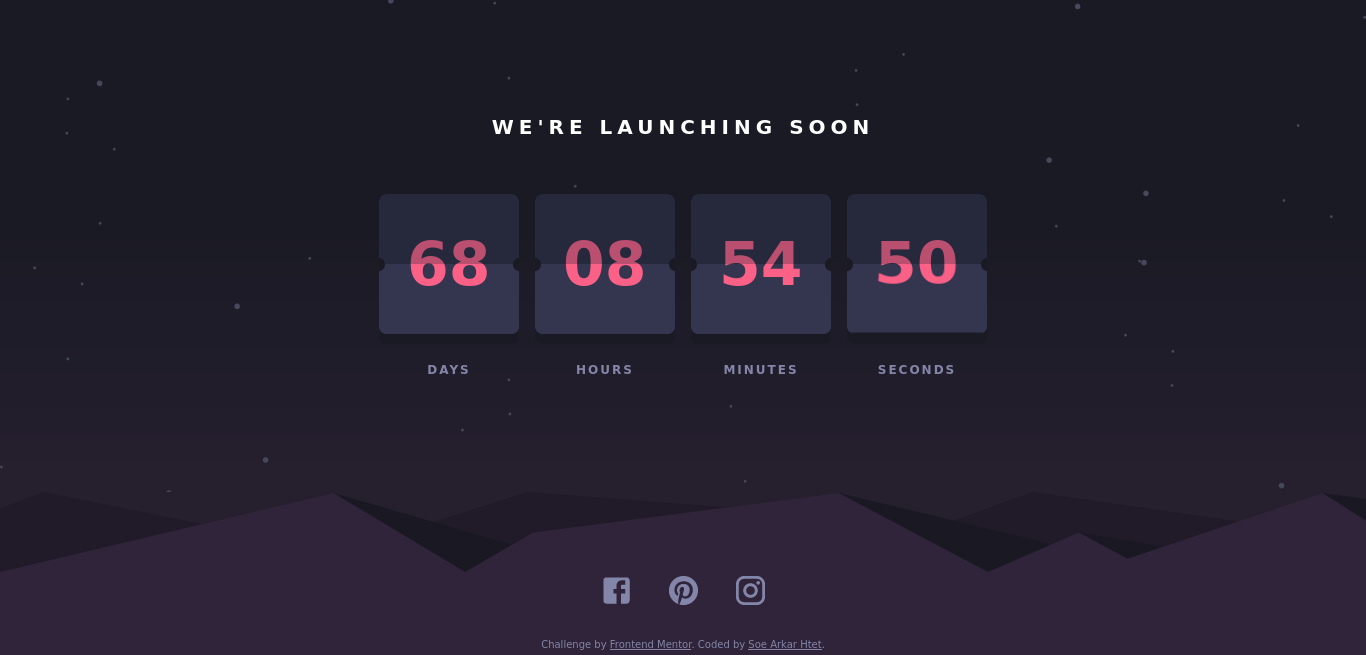 WE'RE LAUNCHING SOON
68 08 54 50
DAYS HOURS MINUTES SECONDS
Challenge by Frontend Mentor. Coded by Soe Arkar Htet.